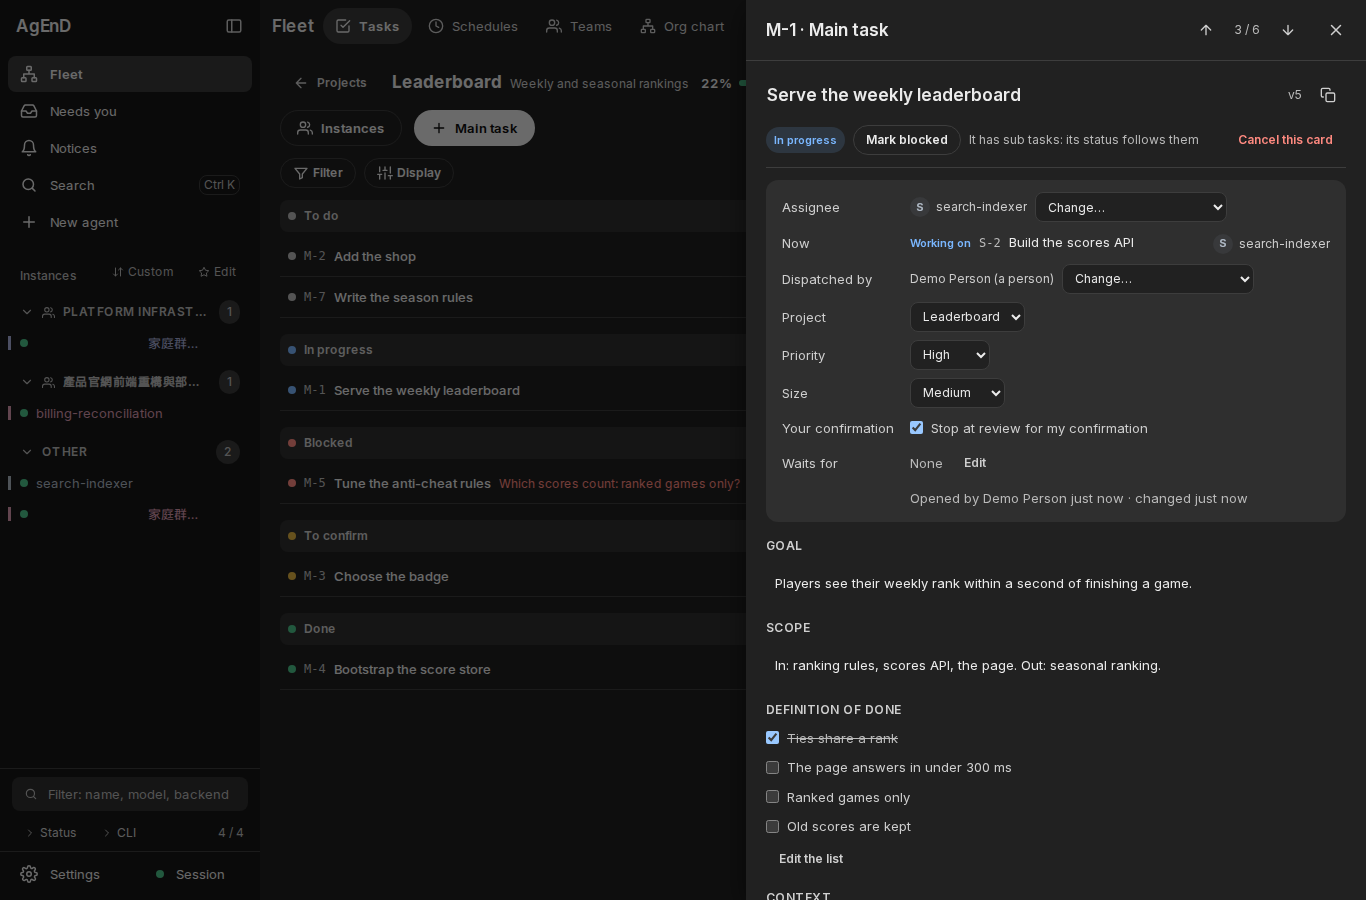 AgEnD
Fleet
Needs you
Notices
Search Ctrl K
New agent
Instances Custom Edit
PLATFORM INFRAST... 1
家庭群...
產品官網前端重構與部... 1
billing-reconciliation
OTHER 2
search-indexer
家庭群...
Filter: name, model, backend
Status CLI 4 / 4
Settings Session
Fleet Tasks Schedules Teams Org chart
Projects Leaderboard Weekly and seasonal rankings 22%
Instances Main task
Filter Display
To do
M-2 Add the shop
M-7 Write the season rules
In progress
M-1 Serve the weekly leaderboard
Blocked
M-5 Tune the anti-cheat rules Which scores count: ranked games only?
To confirm
M-3 Choose the badge
Done
M-4 Bootstrap the score store
M-1 · Main task 3 / 6
Serve the weekly leaderboard v5
In progress Mark blocked It has sub tasks: its status follows them Cancel this card
Assignee S search-indexer Change...
Now Working on S-2 Build the scores API S search-indexer
Dispatched by Demo Person (a person) Change...
Project Leaderboard
Priority High
Size Medium
Your confirmation Stop at review for my confirmation
Waits for None Edit
Opened by Demo Person just now · changed just now
GOAL
Players see their weekly rank within a second of finishing a game.
SCOPE
In: ranking rules, scores API, the page. Out: seasonal ranking.
DEFINITION OF DONE
Ties share a rank
The page answers in under 300 ms
Ranked games only
Old scores are kept
Edit the list
CONTEXT